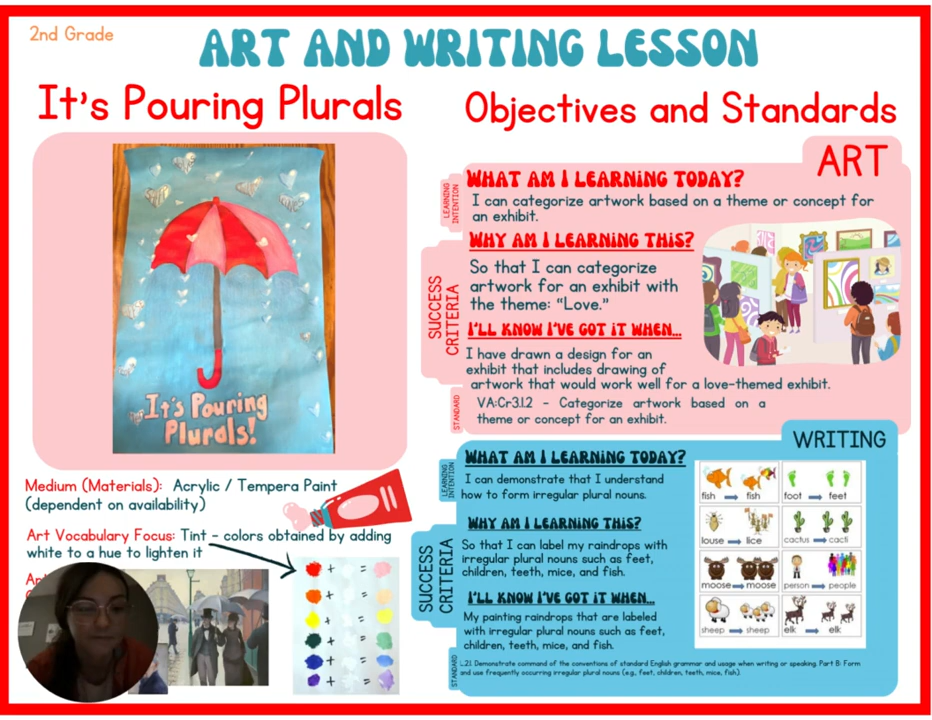 2nd Grade
ART AND WRITING LESSON
It's Pouring Plurals
Objectives and Standards
It's Pouring
Plurals!
Medium (Materials): Acrylic / Tempera Paint
(dependent on availability)
Art Vocabulary Focus: Tint - colors obtained by adding
white to a hue to lighten it
ART
LEARNING
INTENTION
WHAT AM I LEARNING TODAY?
I can categorize artwork based on a theme or concept for
an exhibit.
SUCCESS
CRITERIA
WHY AM I LEARNING THIS?
So that I can categorize
artwork for an exhibit with
the theme: "Love."
I'LL KNOW I'VE GOT IT WHEN...
I have drawn a design for an
exhibit that includes drawing of
artwork that would work well for a love-themed exhibit.
STANDARD
VA:Cr3.1.2 - Categorize artwork based on a
theme or concept for an exhibit.
WRITING
LEARNING
INTENTION
WHAT AM I LEARNING TODAY?
I can demonstrate that I understand
how to form irregular plural nouns.
SUCCESS
CRITERIA
WHY AM I LEARNING THIS?
So that I can label my raindrops with
irregular plural nouns such as feet,
children, teeth, mice, and fish.
I'LL KNOW I'VE GOT IT WHEN...
My painting raindrops that are labeled
with irregular plural nouns such as feet,
children, teeth, mice, and fish.
STANDARD
L.2.1. Demonstrate command of the conventions of standard English grammar and usage when writing or speaking. Part B: Form
and use frequently occurring irregular plural nouns (e.g., feet, children, teeth, mice, fish).
fish fish foot feet
louse lice cactus cacti
moose moose person people
sheep sheep elk elk
+ =
+ =
+ =
+ =
+ =
+ =